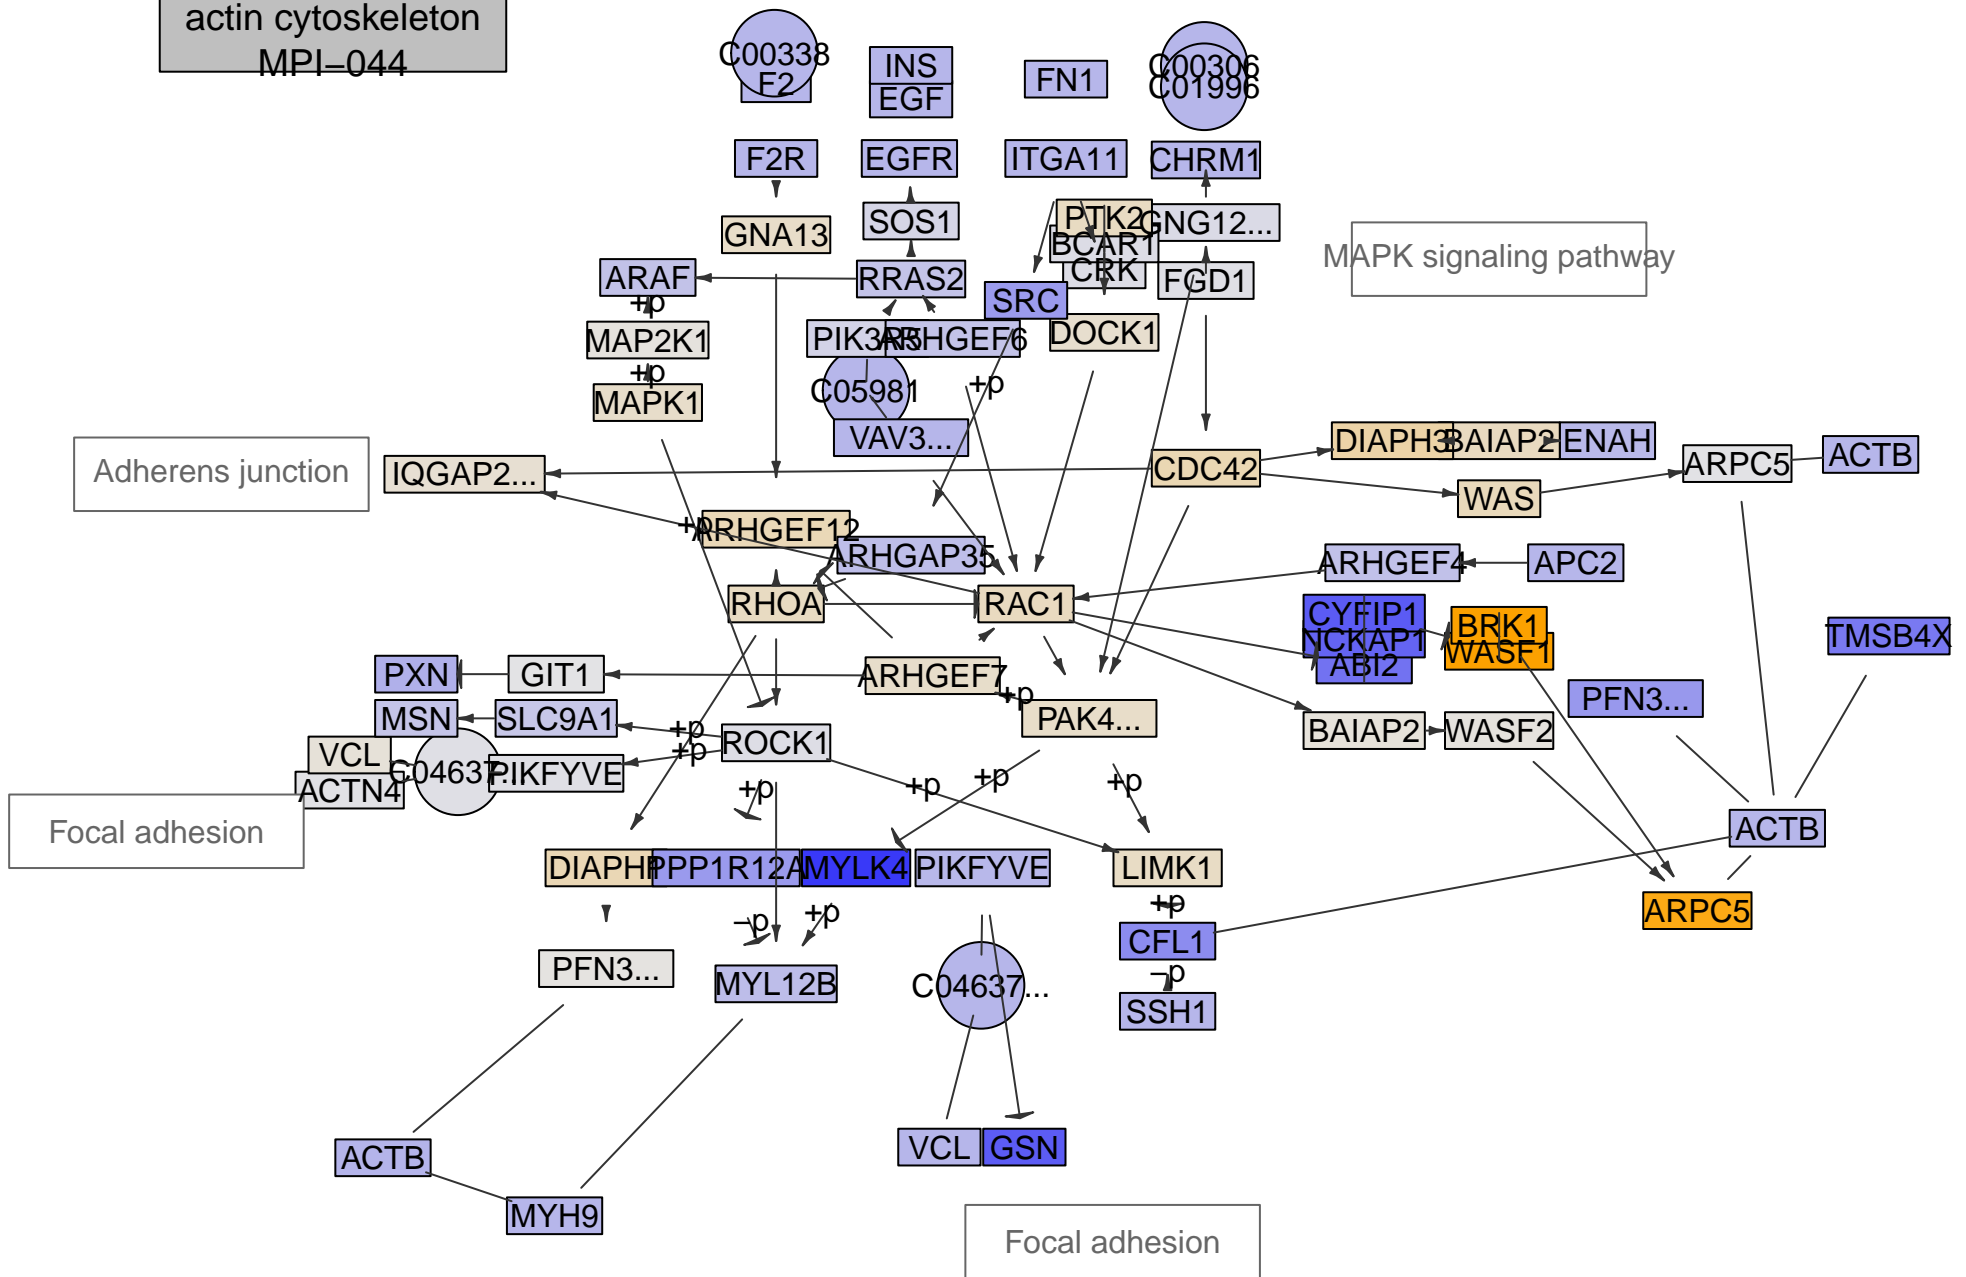 actin cytoskeleton
MPI–044
C00338
F2
INS
EGF
FN1
C00306
C01996
F2R
EGFR
ITGA11
CHRM1
GNA13
SOS1
PTK2
GNG12...
BCAR1
CRK
FGD1
MAPK signaling pathway
ARAF
RRAS2
SRC
+p
MAP2K1
PIK3R5
ARHGEF6
DOCK1
+p
MAPK1
C05981
+p
VAV3...
DIAPH3
BAIAP2
ENAH
ACTB
Adherens junction
IQGAP2...
CDC42
ARPC5
WAS
+p
ARHGEF12
ARHGAP35
ARHGEF4
APC2
RHOA
RAC1
CYFIP1
NCKAP1
ABI2
BRK1
WASF1
TMSB4X
PXN
GIT1
ARHGEF7
+p
PFN3...
MSN
SLC9A1
+p
PAK4...
BAIAP2
WASF2
VCL
C04637...
PIKFYVE
+p
ROCK1
ACTN4
+p
+p
+p
+p
Focal adhesion
ACTB
DIAPH
PPP1R12A
MYLK4
PIKFYVE
LIMK1
+p
ARPC5
–p
+p
CFL1
PFN3...
MYL12B
C04637...
–p
SSH1
ACTB
VCL
GSN
MYH9
Focal adhesion